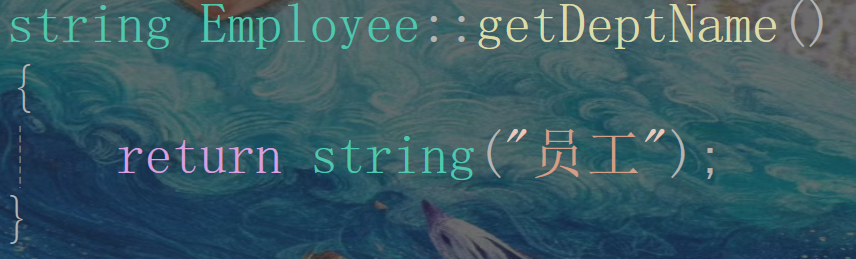 string Employee::getDeptName()
{
return string("员工");
}